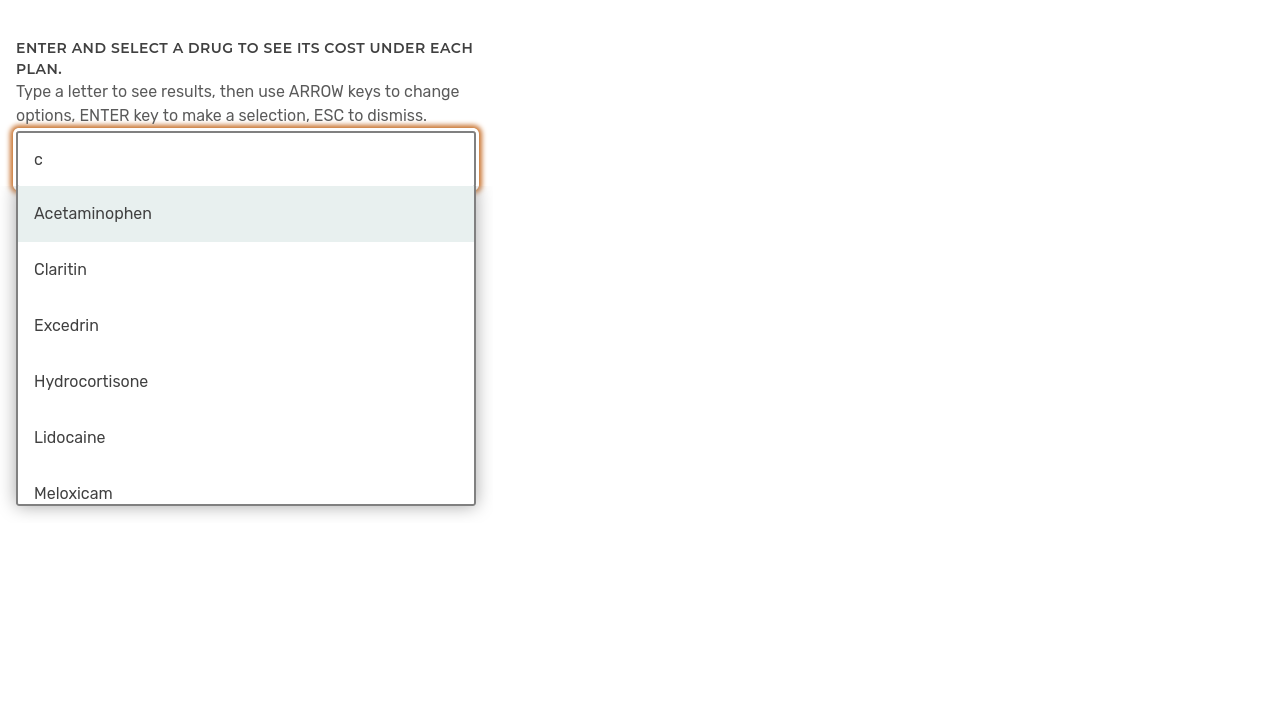 ENTER AND SELECT A DRUG TO SEE ITS COST UNDER EACH
PLAN.
Type a letter to see results, then use ARROW keys to change
options, ENTER key to make a selection, ESC to dismiss.
c
Acetaminophen
Claritin
Excedrin
Hydrocortisone
Lidocaine
Meloxicam